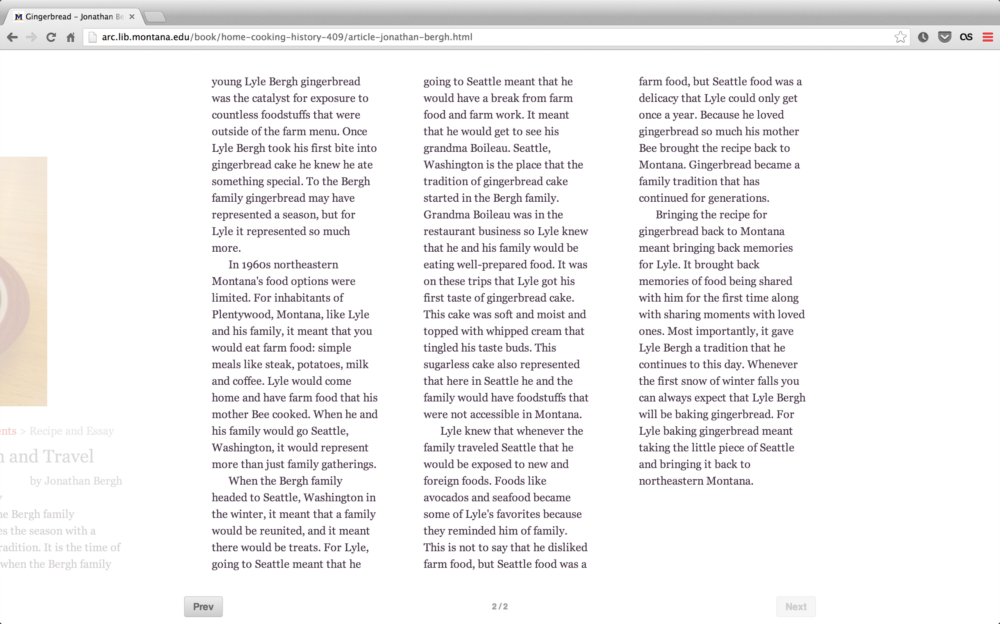 Gingerbread – Jonathan Be
arc.lib.montana.edu/book/home-cooking-history-409/article-jonathan-bergh.html
ents > Recipe and Essay
and Travel
by Jonathan Bergh
y
he Bergh family
es the season with a
radition. It is the time of
when the Bergh family
young Lyle Bergh gingerbread
was the catalyst for exposure to
countless foodstuffs that were
outside of the farm menu. Once
Lyle Bergh took his first bite into
gingerbread cake he knew he ate
something special. To the Bergh
family gingerbread may have
represented a season, but for
Lyle it represented so much
more.
In 1960s northeastern
Montana's food options were
limited. For inhabitants of
Plentywood, Montana, like Lyle
and his family, it meant that you
would eat farm food: simple
meals like steak, potatoes, milk
and coffee. Lyle would come
home and have farm food that his
mother Bee cooked. When he and
his family would go Seattle,
Washington, it would represent
more than just family gatherings.
When the Bergh family
headed to Seattle, Washington in
the winter, it meant that a family
would be reunited, and it meant
there would be treats. For Lyle,
going to Seattle meant that he
going to Seattle meant that he
would have a break from farm
food and farm work. It meant
that he would get to see his
grandma Boileau. Seattle,
Washington is the place that the
tradition of gingerbread cake
started in the Bergh family.
Grandma Boileau was in the
restaurant business so Lyle knew
that he and his family would be
eating well-prepared food. It was
on these trips that Lyle got his
first taste of gingerbread cake.
This cake was soft and moist and
topped with whipped cream that
tingled his taste buds. This
sugarless cake also represented
that here in Seattle he and the
family would have foodstuffs that
were not accessible in Montana.
Lyle knew that whenever the
family traveled Seattle that he
would be exposed to new and
foreign foods. Foods like
avocados and seafood became
some of Lyle's favorites because
they reminded him of family.
This is not to say that he disliked
farm food, but Seattle food was a
farm food, but Seattle food was a
delicacy that Lyle could only get
once a year. Because he loved
gingerbread so much his mother
Bee brought the recipe back to
Montana. Gingerbread became a
family tradition that has
continued for generations.
Bringing the recipe for
gingerbread back to Montana
meant bringing back memories
for Lyle. It brought back
memories of food being shared
with him for the first time along
with sharing moments with loved
ones. Most importantly, it gave
Lyle Bergh a tradition that he
continues to this day. Whenever
the first snow of winter falls you
can always expect that Lyle Bergh
will be baking gingerbread. For
Lyle baking gingerbread meant
taking the little piece of Seattle
and bringing it back to
northeastern Montana.
Prev
2 / 2
Next